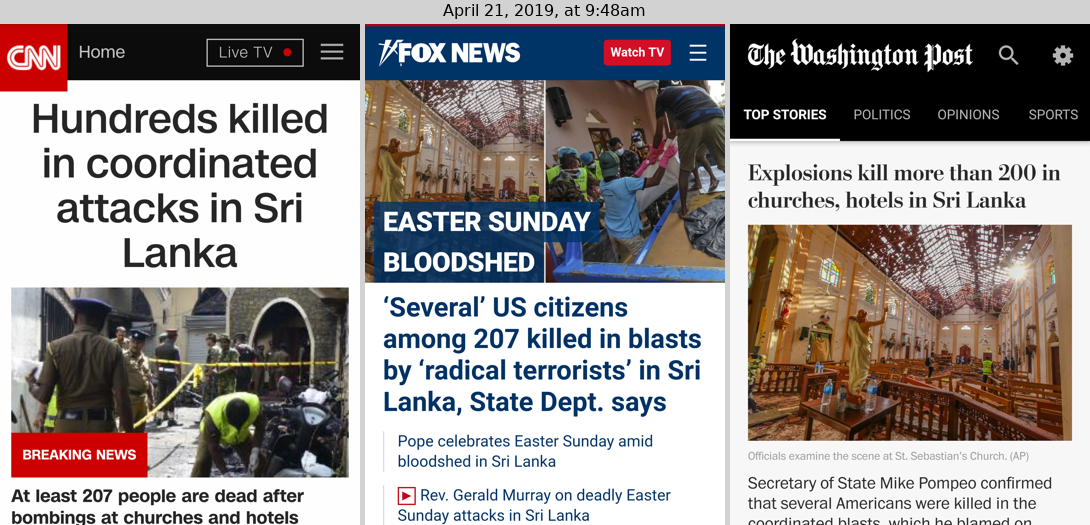 April 21, 2019, at 9:48am
CNN
Home
Live TV
Hundreds killed
in coordinated
attacks in Sri
Lanka
BREAKING NEWS
At least 207 people are dead after
bombings at churches and hotels
FOX NEWS
Watch TV
EASTER SUNDAY
BLOODSHED
‘Several’ US citizens
among 207 killed in blasts
by ‘radical terrorists’ in Sri
Lanka, State Dept. says
Pope celebrates Easter Sunday amid
bloodshed in Sri Lanka
Rev. Gerald Murray on deadly Easter
Sunday attacks in Sri Lanka
The Washington Post
TOP STORIES POLITICS OPINIONS SPORTS
Explosions kill more than 200 in
churches, hotels in Sri Lanka
Officials examine the scene at St. Sebastian's Church. (AP)
Secretary of State Mike Pompeo confirmed
that several Americans were killed in the
coordinated blasts, which he blamed on